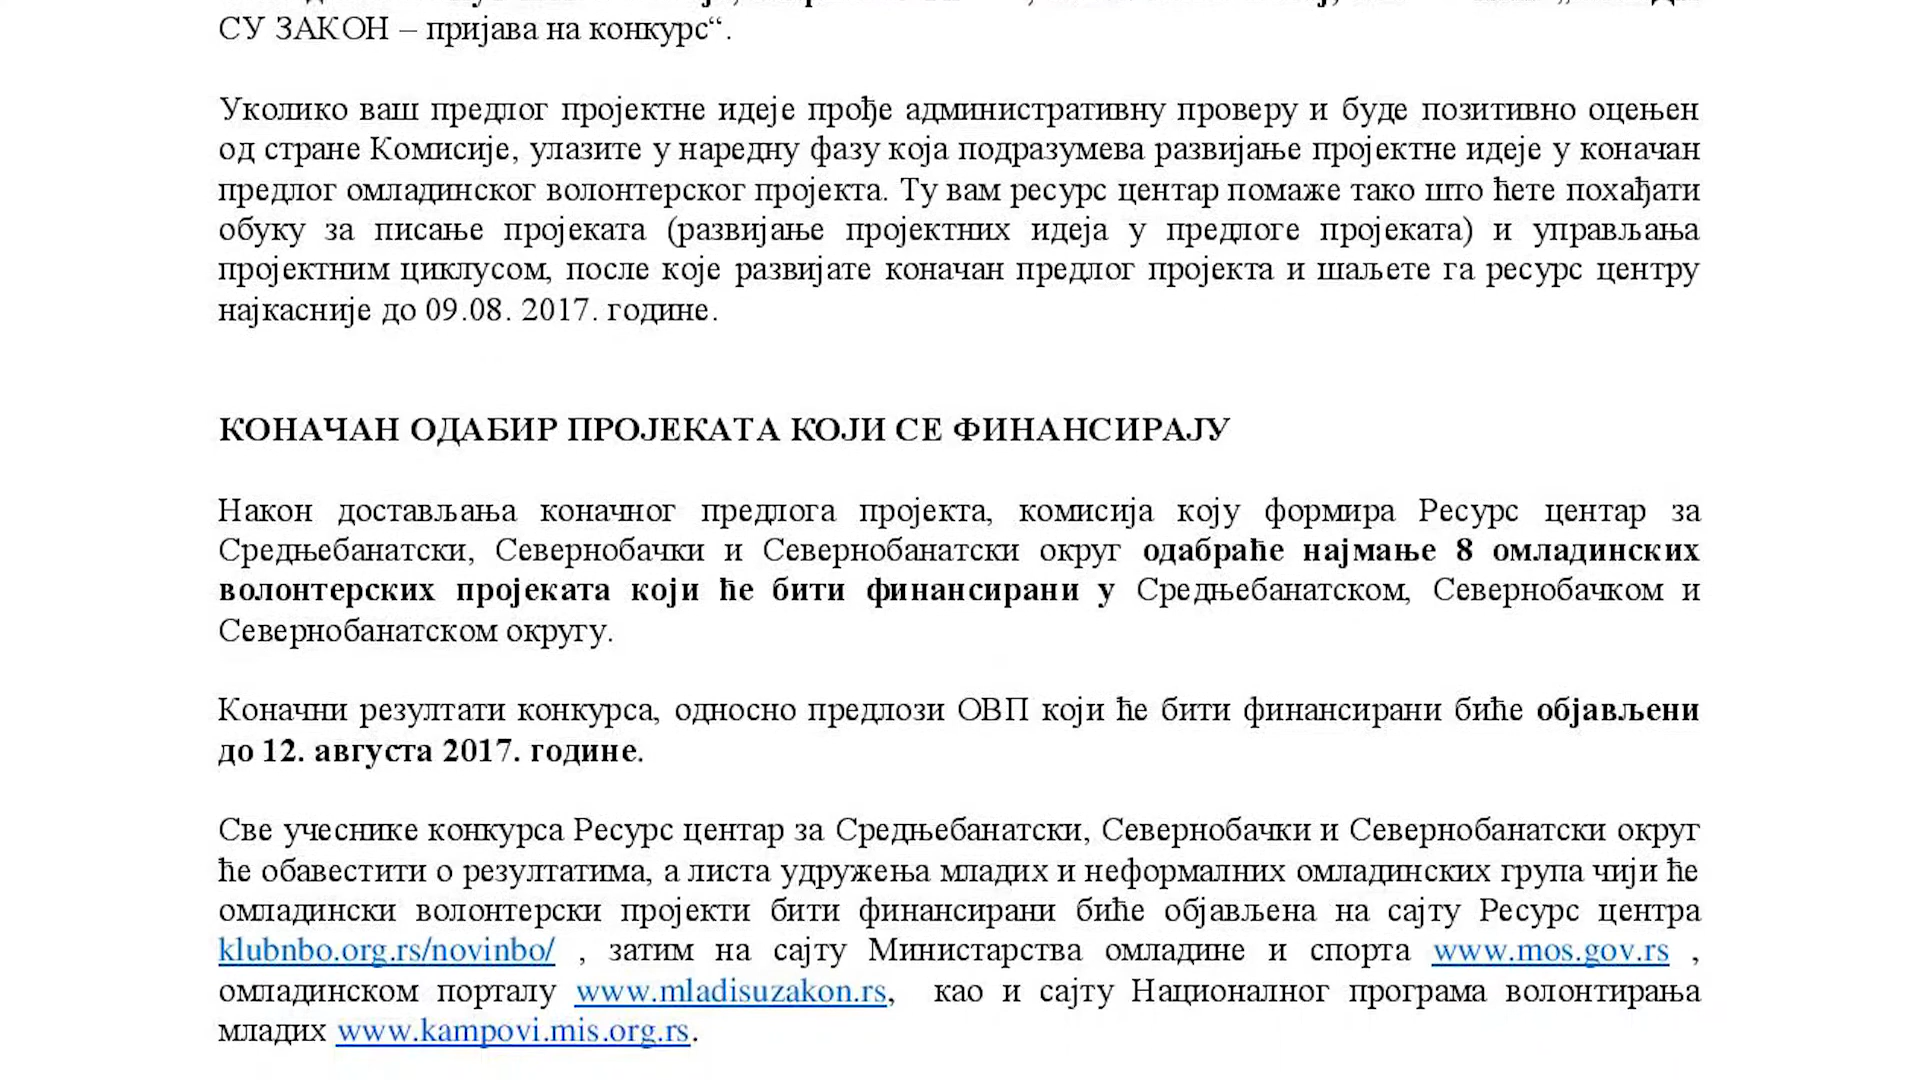 СУ ЗАКОН – пријава на конкурс“.
Уколико ваш предлог пројектне идеје прође административну проверу и буде позитивно оцењен
од стране Комисије, улазите у наредну фазу која подразумева развијање пројектне идеје у коначан
предлог омладинског волонтерског пројекта. Ту вам ресурс центар помаже тако што ћете похађати
обуку за писање пројеката (развијање пројектних идеја у предлоге пројеката) и управљања
пројектним циклусом, после које развијате коначан предлог пројекта и шаљете га ресурс центру
најкасније до 09.08. 2017. године.
КОНАЧАН ОДАБИР ПРОЈЕКАТА КОЈИ СЕ ФИНАНСИРАЈУ
Након достављања коначног предлога пројекта, комисија коју формира Ресурс центар за
Средњебанатски, Севернобачки и Севернобанатски округ одабраће најмање 8 омладинских
волонтерских пројеката који ће бити финансирани у Средњебанатском, Севернобачком и
Севернобанатском округу.
Коначни резултати конкурса, односно предлози ОВП који ће бити финансирани биће објављени
до 12. августа 2017. године.
Све учеснике конкурса Ресурс центар за Средњебанатски, Севернобачки и Севернобанатски округ
ће обавестити о резултатима, а листа удружења младих и неформалних омладинских група чији ће
омладински волонтерски пројекти бити финансирани биће објављена на сајту Ресурс центра
klubnbo.org.rs/novinbo/ , затим на сајту Министарства омладине и спорта www.mos.gov.rs ,
омладинском порталу www.mladisuzakon.rs, као и сајту Националног програма волонтирања
младих www.kampovi.mis.org.rs.